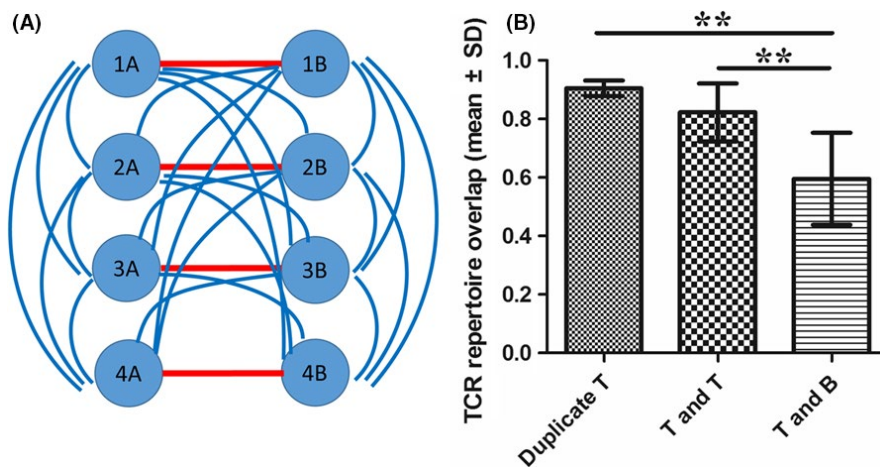 (A)
1A 1B
2A 2B
3A 3B
4A 4B
(B)
TCR repertoire overlap (mean ± SD)
**
**
1.0
0.8
0.6
0.4
0.2
0.0
Duplicate T
T and T
T and B